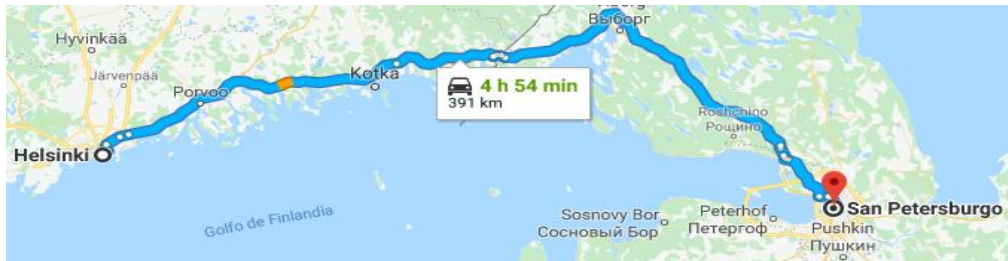 Выборг
Hyvinkää
Järvenpää
Kotka
Porvoo
4 h 54 min
391 km
Roshchino
Рощино
Helsinki
San Petersburgo
Golfo de Finlandia
Sosnovy Bor
Сосновый Бор
Peterhof
Петергоф
Pushkin
Пушкин